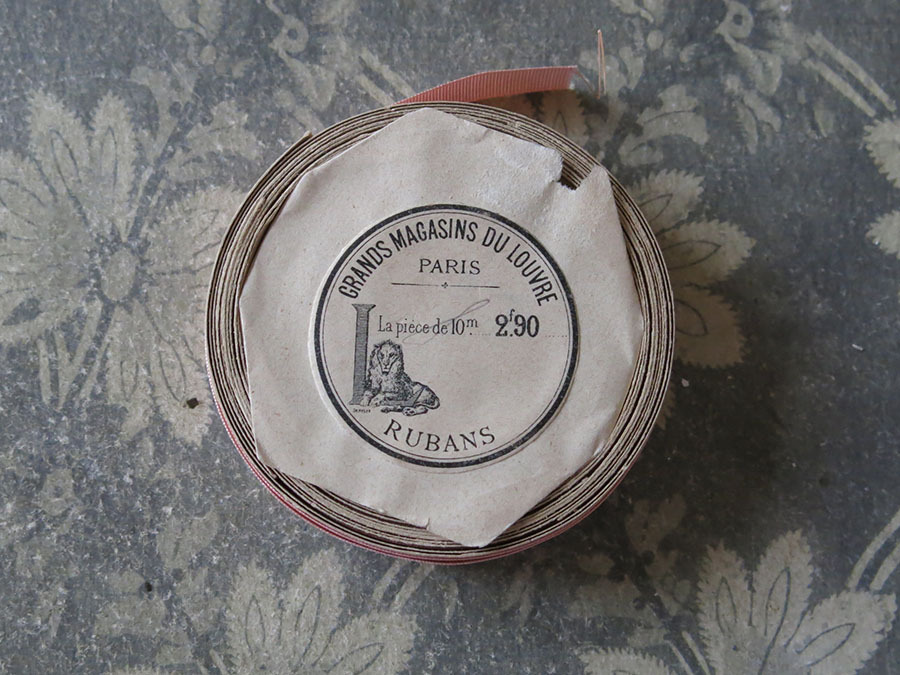 GRANDS MAGASINS DU LOUVRE
PARIS
La pièce de 10m 2f90
L
RUBANS